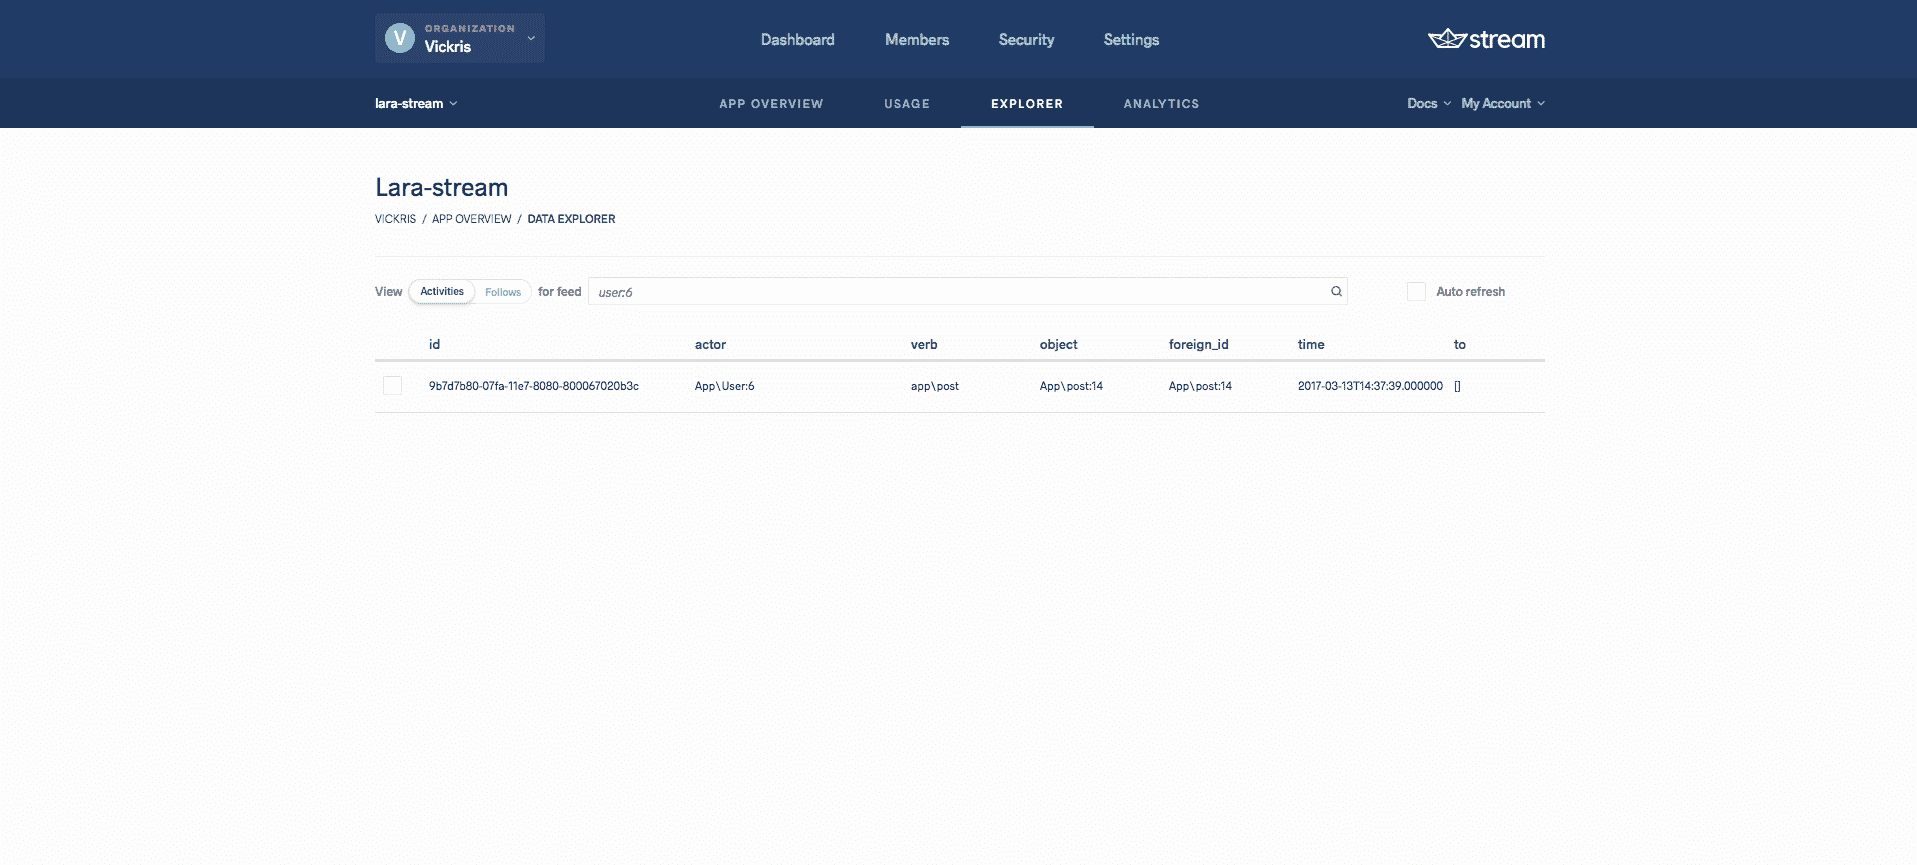 V ORGANIZATION
Vickris
Dashboard Members Security Settings
stream
lara-stream
APP OVERVIEW USAGE EXPLORER ANALYTICS
Docs My Account
Lara-stream
VICKRIS / APP OVERVIEW / DATA EXPLORER
View Activities Follows for feed user:6 Auto refresh
id actor verb object foreign_id time to
9b7d7b80-07fa-11e7-8080-800067020b3c App\User:6 app\post App\post:14 App\post:14 2017-03-13T14:37:39.000000 []